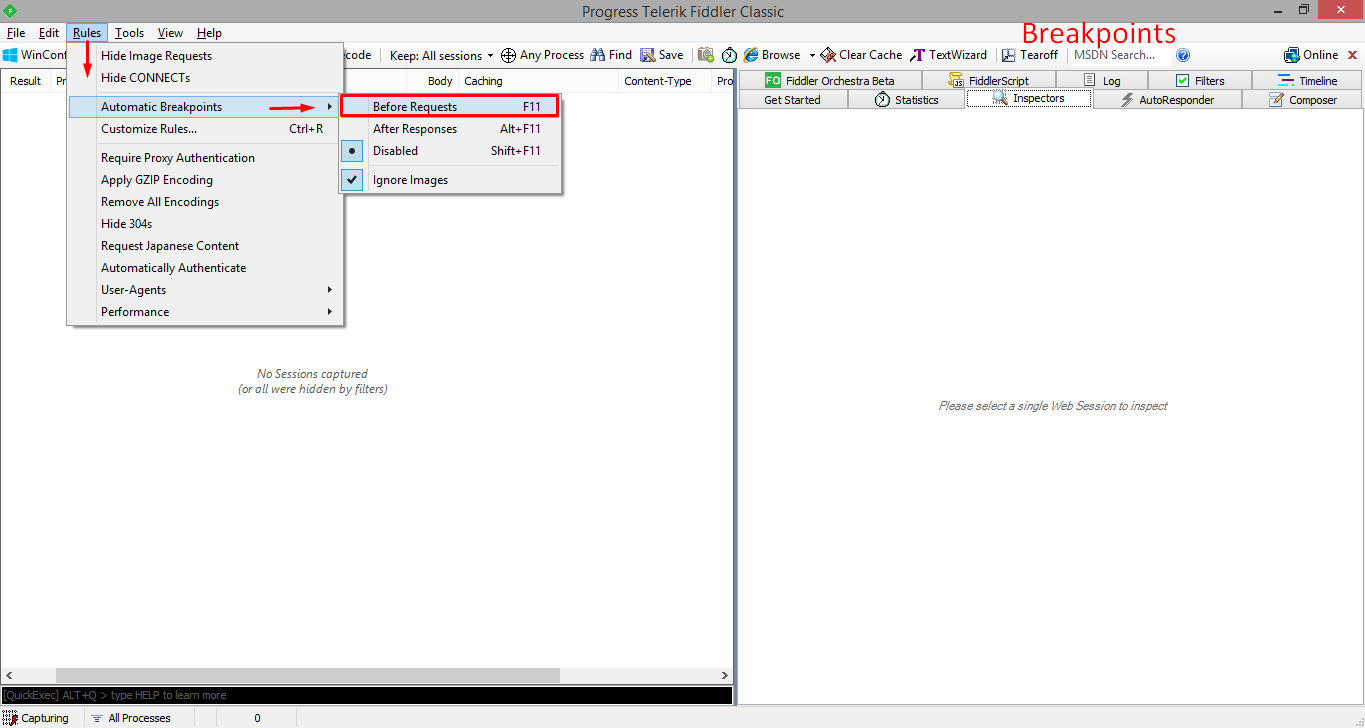 Progress Telerik Fiddler Classic
File Edit Rules Tools View Help
Breakpoints
WinConf
code Keep: All sessions Any Process Find Save Browse Clear Cache TextWizard Tearoff MSDN Search... Online
Result Pr Body Caching Content-Type Pro
Hide Image Requests
Hide CONNECTs
Automatic Breakpoints
Customize Rules... Ctrl+R
Require Proxy Authentication
Apply GZIP Encoding
Remove All Encodings
Hide 304s
Request Japanese Content
Automatically Authenticate
User-Agents
Performance
Before Requests F11
After Responses Alt+F11
Disabled Shift+F11
Ignore Images
FO Fiddler Orchestra Beta FiddlerScript Log Filters Timeline
Get Started Statistics Inspectors AutoResponder Composer
No Sessions captured
(or all were hidden by filters)
Please select a single Web Session to inspect
[QuickExec] ALT+Q > type HELP to learn more
Capturing All Processes 0